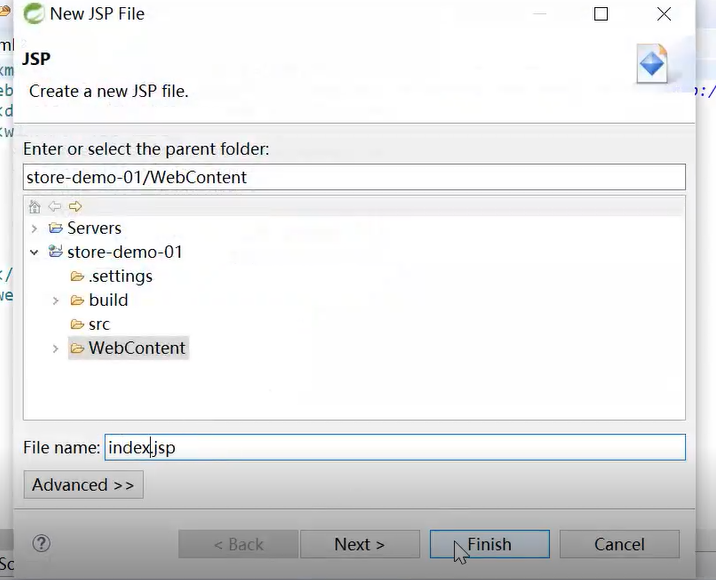 New JSP File
JSP
Create a new JSP file.
Enter or select the parent folder:
store-demo-01/WebContent
Servers
store-demo-01
.settings
build
src
WebContent
File name: index.jsp
Advanced >>
< Back Next > Finish Cancel